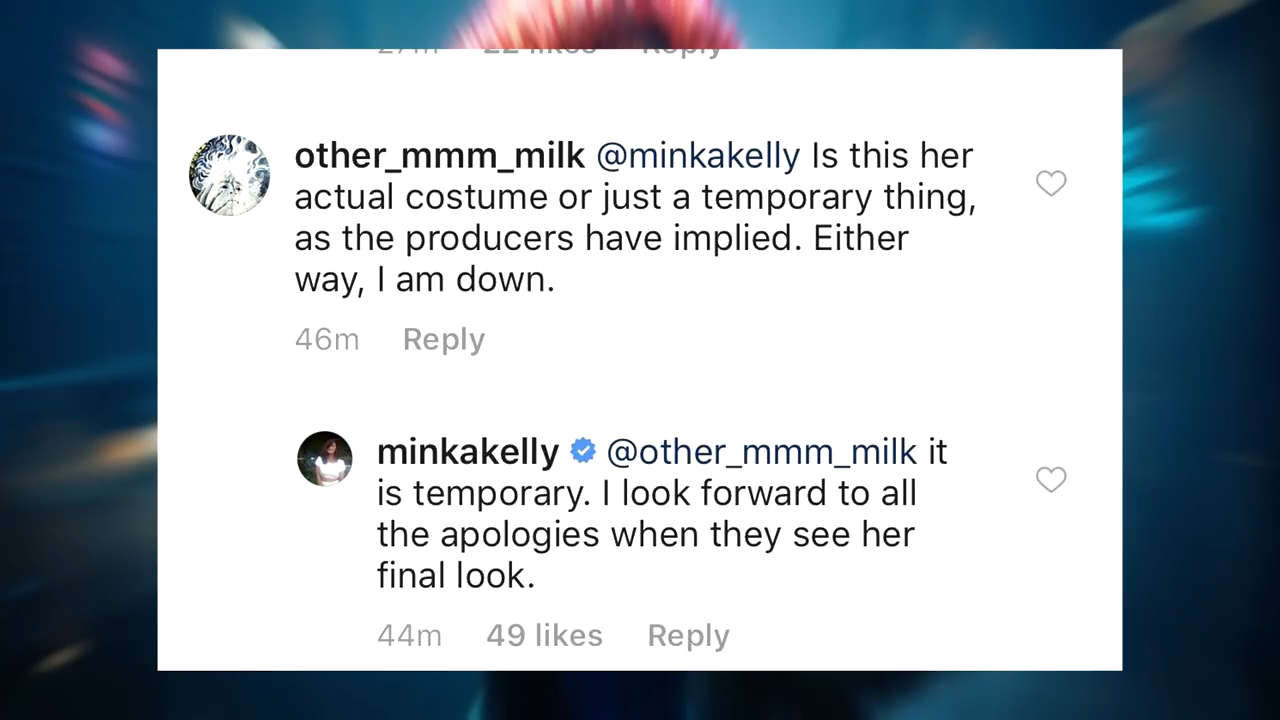 other_mmm_milk @minkakelly Is this her
actual costume or just a temporary thing,
as the producers have implied. Either
way, I am down.
46m Reply
minkakelly @other_mmm_milk it
is temporary. I look forward to all
the apologies when they see her
final look.
44m 49 likes Reply